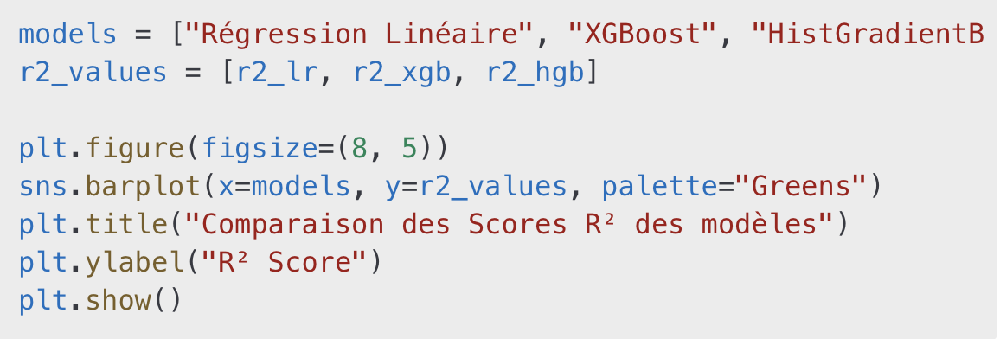 models = ["Régression Linéaire", "XGBoost", "HistGradientB
r2_values = [r2_lr, r2_xgb, r2_hgb]
plt.figure(figsize=(8, 5))
sns.barplot(x=models, y=r2_values, palette="Greens")
plt.title("Comparaison des Scores R² des modèles")
plt.ylabel("R² Score")
plt.show()